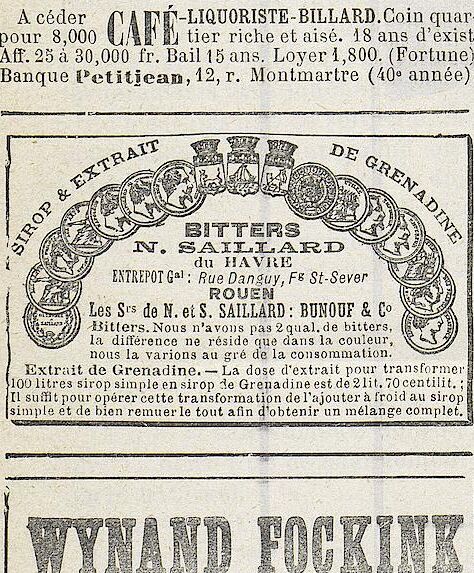 A céder CAFÉ-LIQUORISTE-BILLARD. Coin quar
pour 8,000 tier riche et aisé. 18 ans d'exist
Aff. 25 à 30,000 fr. Bail 15 ans. Loyer 1,800. (Fortune)
Banque Petitjean, 12, r. Montmartre (40e année)
SIROP & EXTRAIT DE GRENADINE
BITTERS
N. SAILLARD
du HAVRE
ENTREPOT Gal : Rue Danguy, Fg St-Sever
ROUEN
Les Srs de N. et S. SAILLARD : BUNOUF & Co
Bitters. Nous n'avons pas 2 qual. de bitters,
la différence ne réside que dans la couleur,
nous la varions au gré de la consommation.
Extrait de Grenadine. — La dose d'extrait pour transformer
100 litres sirop simple en sirop de Grenadine est de 2 lit. 70 centilit. ;
Il suffit pour opérer cette transformation de l'ajouter à froid au sirop
simple et de bien remuer le tout afin d'obtenir un mélange complet.
WYNAND FOCKINK